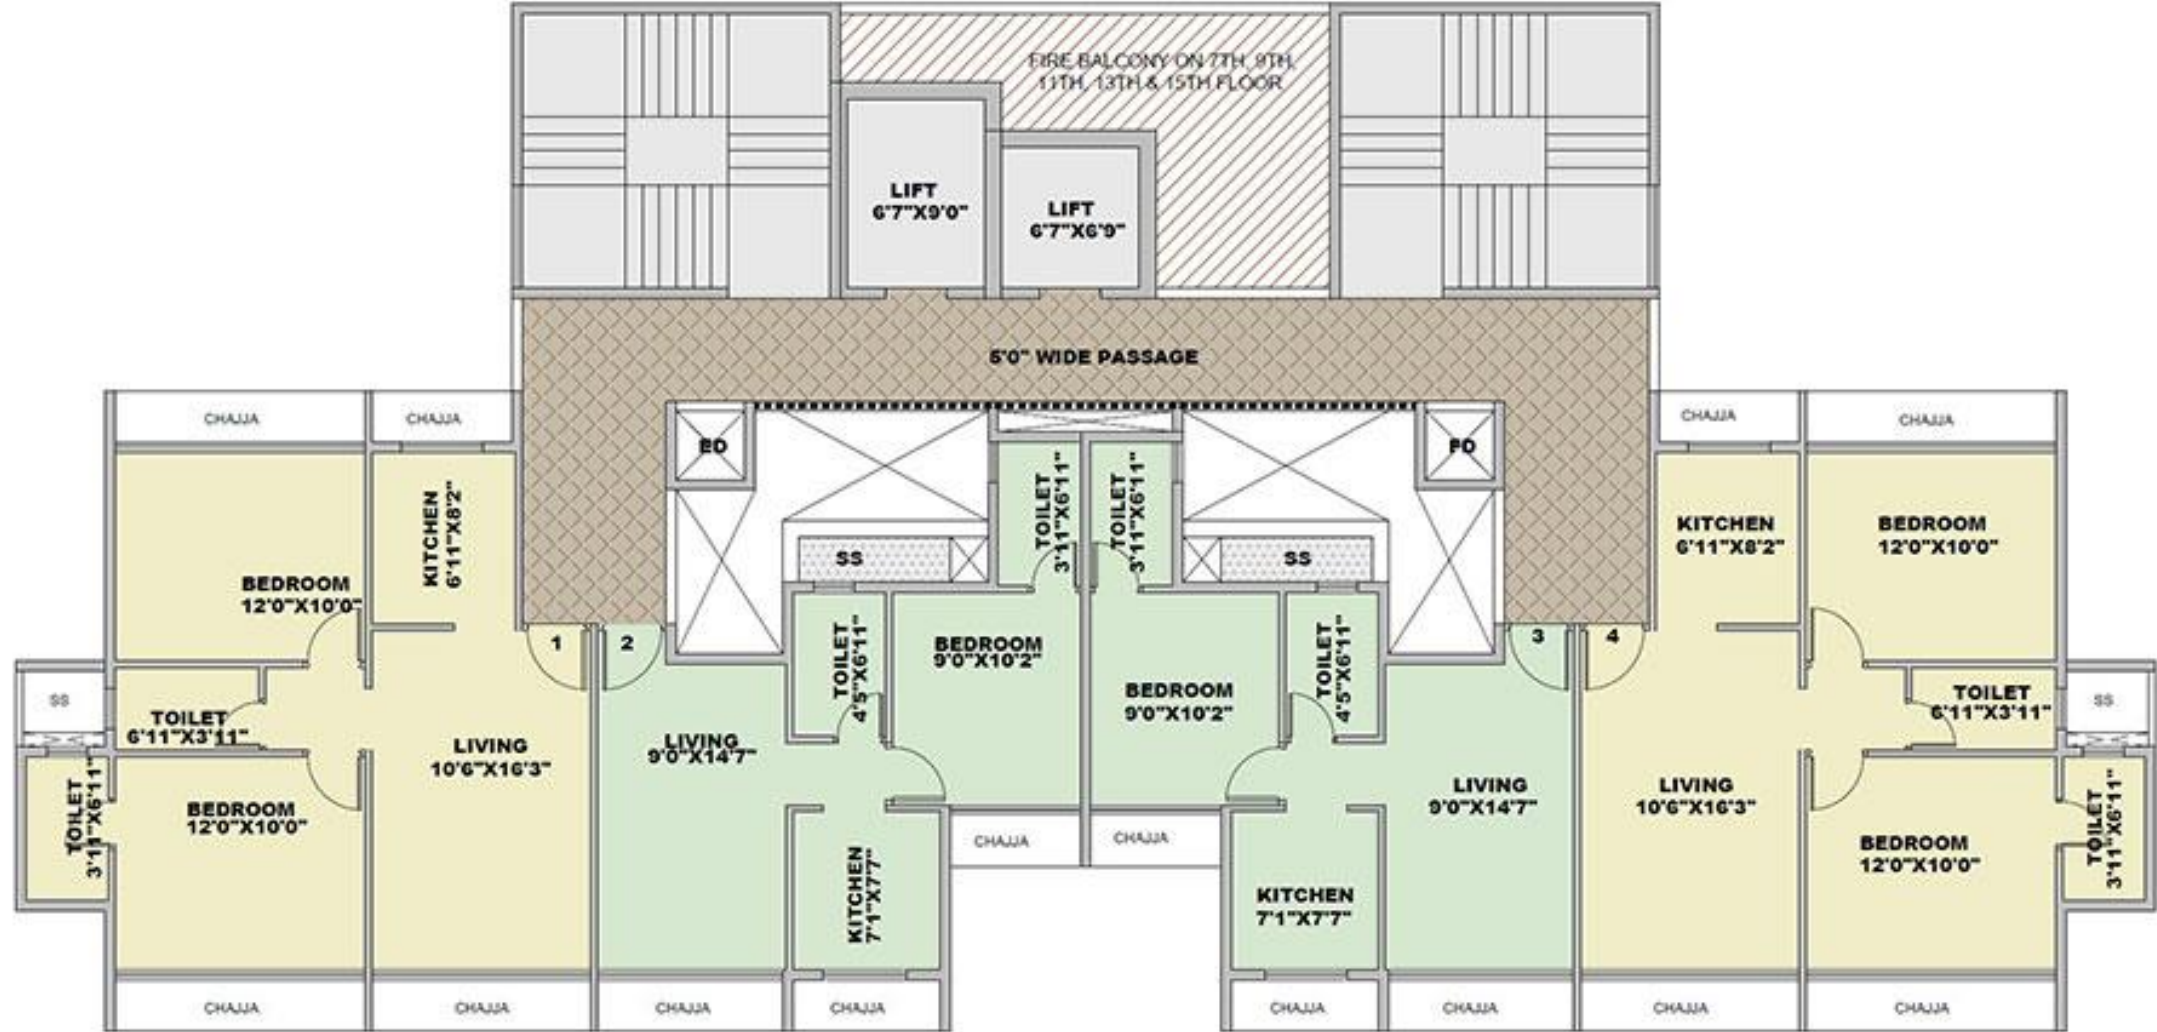 FIRE BALCONY ON 7TH, 9TH,
11TH, 13TH & 15TH FLOOR
LIFT
6'7"X9'0"
LIFT
6'7"X6'9"
5'0" WIDE PASSAGE
CHAJJA
CHAJJA
CHAJJA
CHAJJA
ED
FD
KITCHEN
6'11"X8'2"
TOILET
3'11"X6'11"
TOILET
3'11"X6'11"
KITCHEN
6'11"X8'2"
BEDROOM
12'0"X10'0"
BEDROOM
12'0"X10'0"
SS
SS
1
2
3
4
TOILET
4'5"X6'11"
BEDROOM
9'0"X10'2"
BEDROOM
9'0"X10'2"
TOILET
4'5"X6'11"
SS
TOILET
6'11"X3'11"
TOILET
6'11"X3'11"
SS
LIVING
10'6"X16'3"
LIVING
9'0"X14'7"
LIVING
9'0"X14'7"
LIVING
10'6"X16'3"
TOILET
3'11"X6'11"
BEDROOM
12'0"X10'0"
CHAJJA
CHAJJA
BEDROOM
12'0"X10'0"
TOILET
3'11"X6'11"
KITCHEN
7'1"X7'7"
KITCHEN
7'1"X7'7"
CHAJJA
CHAJJA
CHAJJA
CHAJJA
CHAJJA
CHAJJA
CHAJJA
CHAJJA